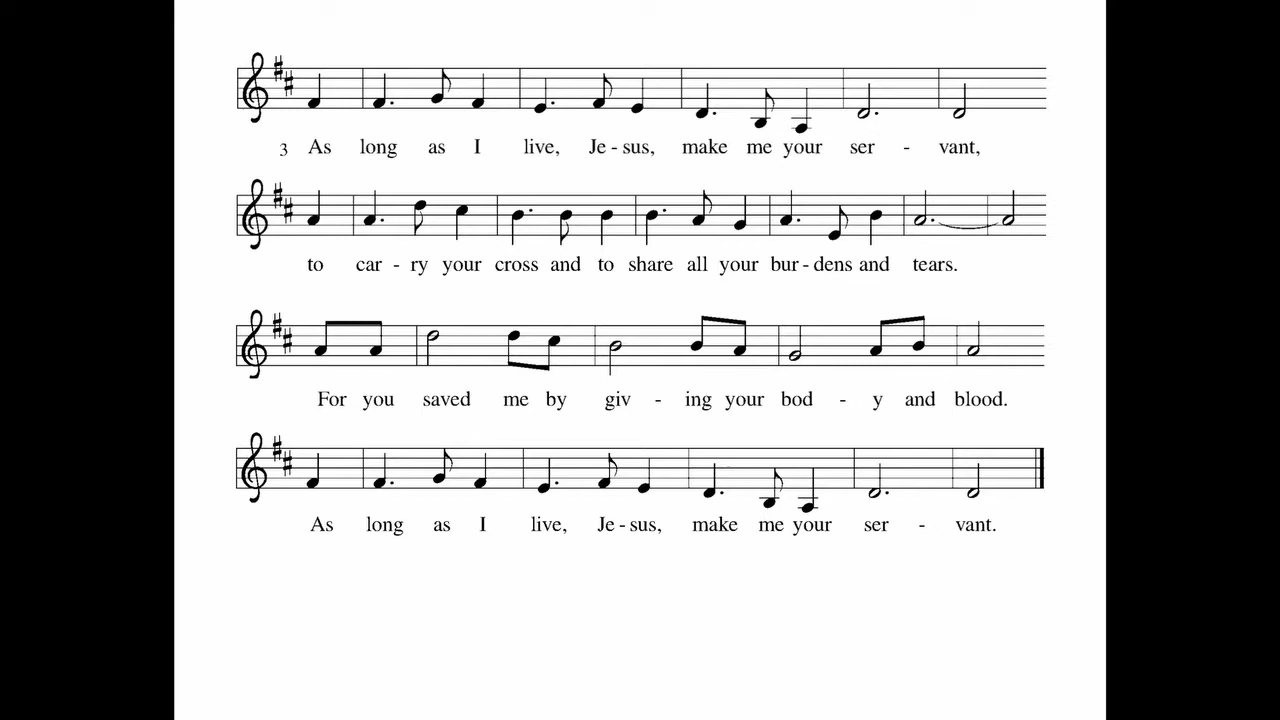 3 As long as I live, Je - sus, make me your ser - vant,
to car - ry your cross and to share all your bur - dens and tears.
For you saved me by giv - ing your bod - y and blood.
As long as I live, Je - sus, make me your ser - vant.